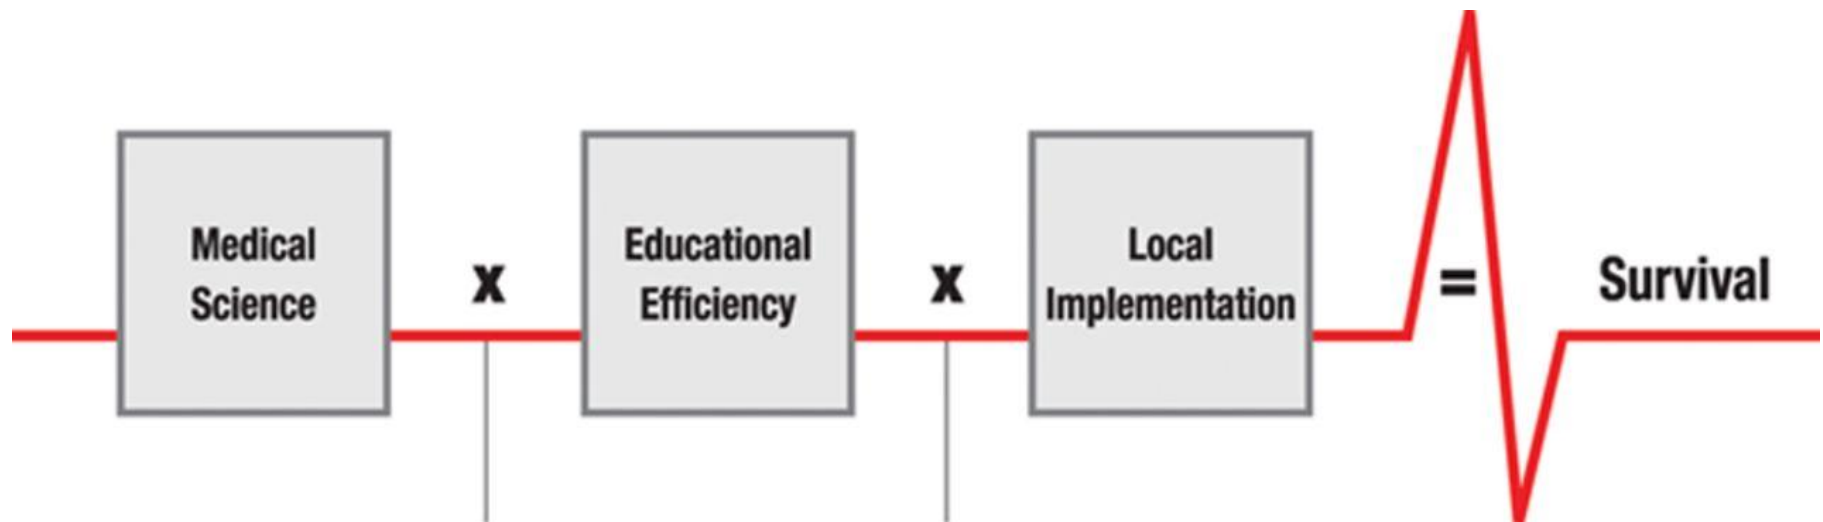 Medical
Science
x
Educational
Efficiency
x
Local
Implementation
=
Survival